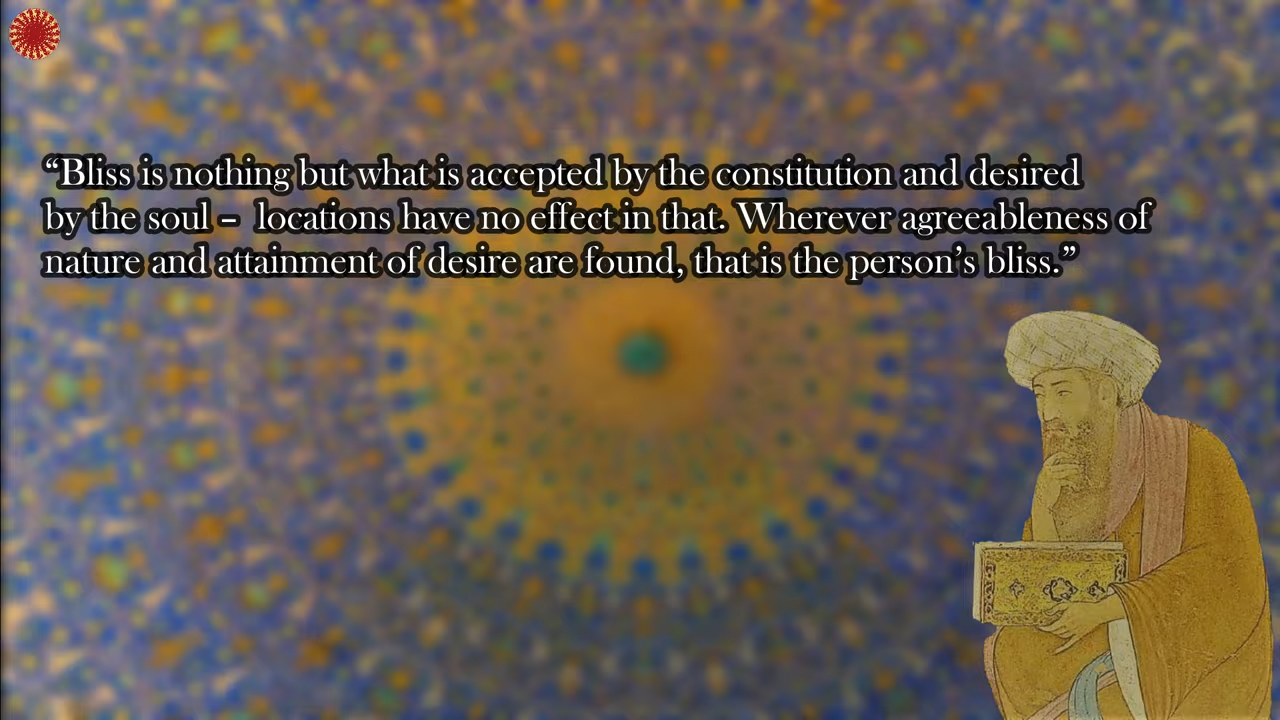 “Bliss is nothing but what is accepted by the constitution and desired
by the soul – locations have no effect in that. Wherever agreeableness of
nature and attainment of desire are found, that is the person’s bliss.”